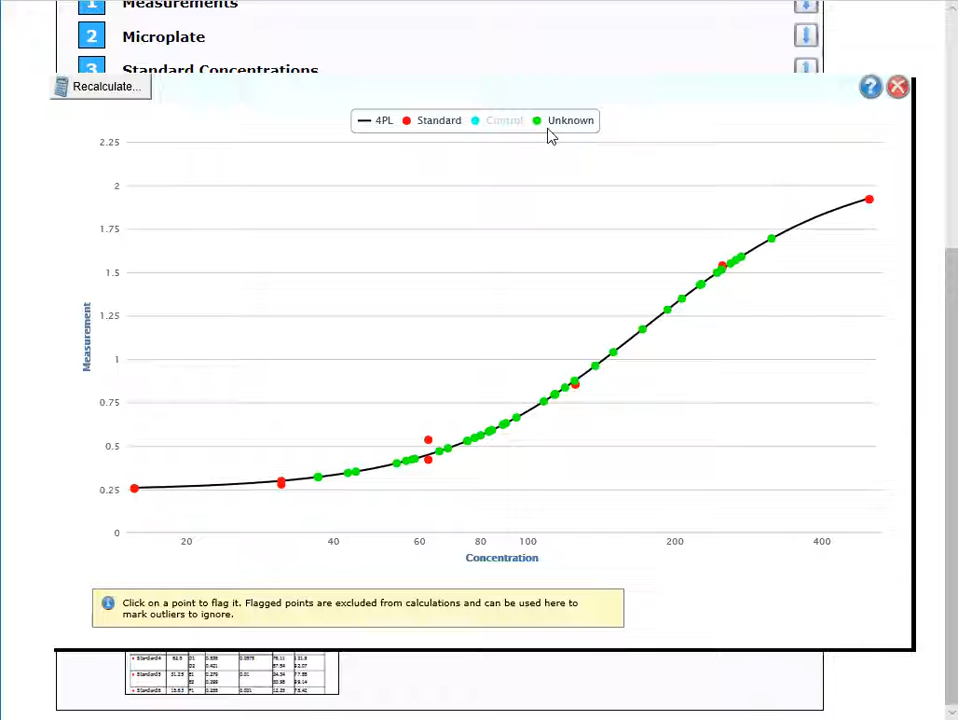 1 Measurements
2 Microplate
3 Standard Concentrations
Recalculate...
4PL Standard Control Unknown
2.25
2
1.75
1.5
1.25
1
0.75
0.5
0.25
0
Measurement
20 40 60 80 100 200 400
Concentration
Click on a point to flag it. Flagged points are excluded from calculations and can be used here to
mark outliers to ignore.